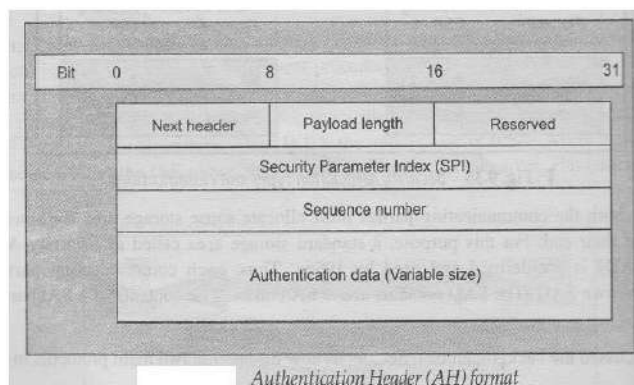 Bit 0 8 16 31
Next header Payload length Reserved
Security Parameter Index (SPI)
Sequence number
Authentication data (Variable size)
Authentication Header (AH) format